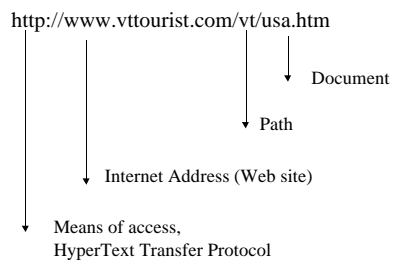 http://www.vttourist.com/vt/usa.htm
Document
Path
Internet Address (Web site)
Means of access,
HyperText Transfer Protocol